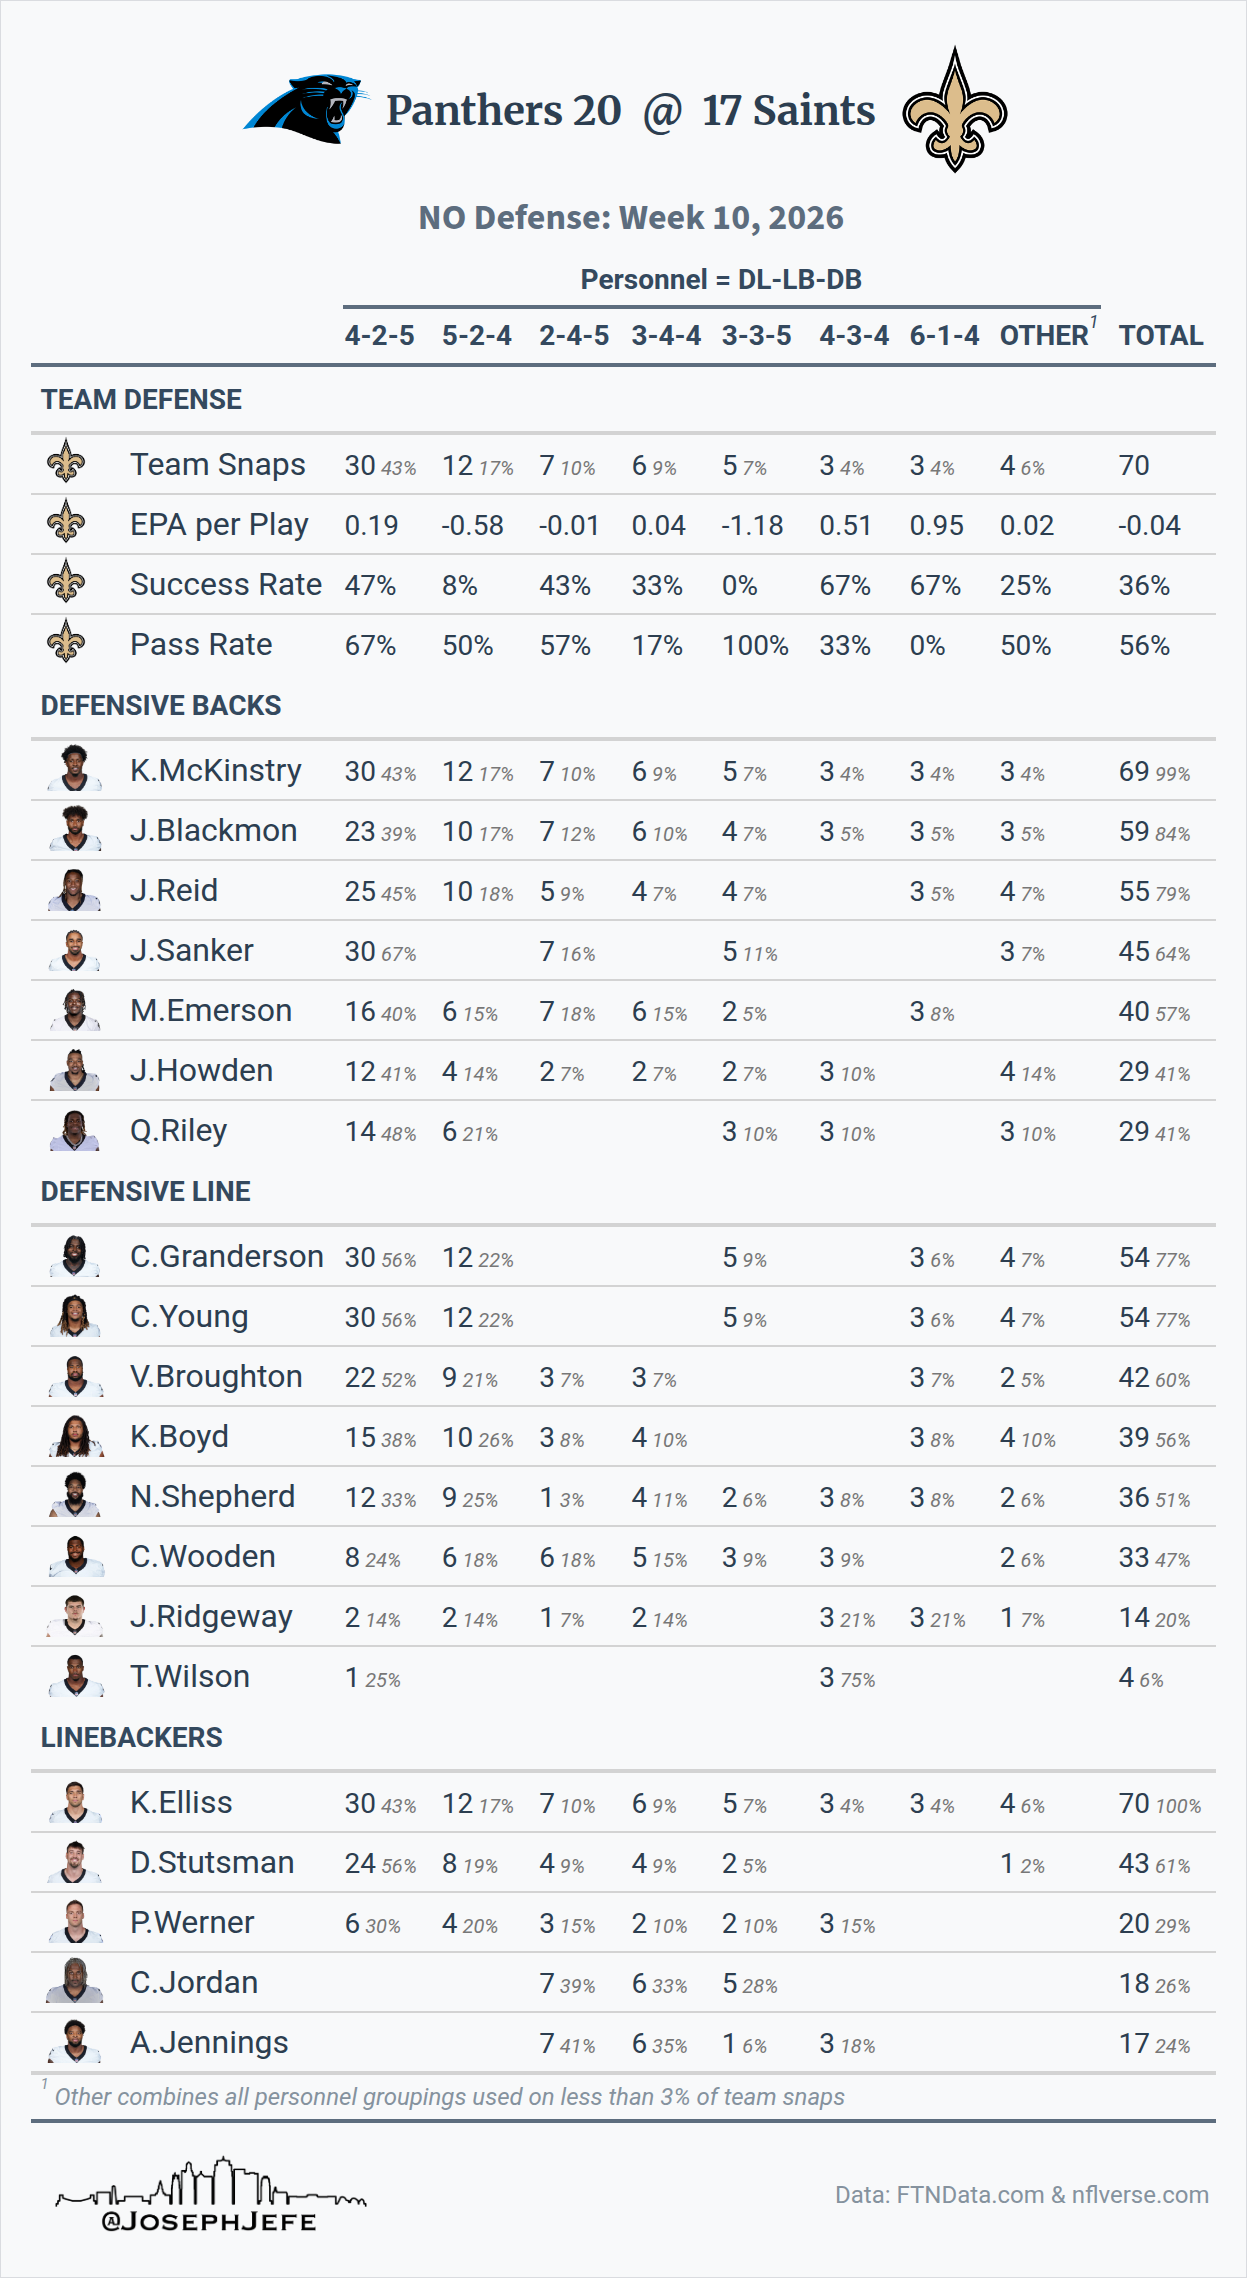 Panthers 20 @ 17 Saints
NO Defense: Week 10, 2026
Personnel = DL-LB-DB
4-2-5 5-2-4 2-4-5 3-4-4 3-3-5 4-3-4 6-1-4 OTHER1 TOTAL
TEAM DEFENSE
Team Snaps 30 43% 12 17% 7 10% 6 9% 5 7% 3 4% 3 4% 4 6% 70
EPA per Play 0.19 -0.58 -0.01 0.04 -1.18 0.51 0.95 0.02 -0.04
Success Rate 47% 8% 43% 33% 0% 67% 67% 25% 36%
Pass Rate 67% 50% 57% 17% 100% 33% 0% 50% 56%
DEFENSIVE BACKS
K.McKinstry 30 43% 12 17% 7 10% 6 9% 5 7% 3 4% 3 4% 3 4% 69 99%
J.Blackmon 23 39% 10 17% 7 12% 6 10% 4 7% 3 5% 3 5% 3 5% 59 84%
J.Reid 25 45% 10 18% 5 9% 4 7% 4 7% 3 5% 4 7% 55 79%
J.Sanker 30 67% 7 16% 5 11% 3 7% 45 64%
M.Emerson 16 40% 6 15% 7 18% 6 15% 2 5% 3 8% 40 57%
J.Howden 12 41% 4 14% 2 7% 2 7% 2 7% 3 10% 4 14% 29 41%
Q.Riley 14 48% 6 21% 3 10% 3 10% 3 10% 29 41%
DEFENSIVE LINE
C.Granderson 30 56% 12 22% 5 9% 3 6% 4 7% 54 77%
C.Young 30 56% 12 22% 5 9% 3 6% 4 7% 54 77%
V.Broughton 22 52% 9 21% 3 7% 3 7% 3 7% 2 5% 42 60%
K.Boyd 15 38% 10 26% 3 8% 4 10% 3 8% 4 10% 39 56%
N.Shepherd 12 33% 9 25% 1 3% 4 11% 2 6% 3 8% 3 8% 2 6% 36 51%
C.Wooden 8 24% 6 18% 6 18% 5 15% 3 9% 3 9% 2 6% 33 47%
J.Ridgeway 2 14% 2 14% 1 7% 2 14% 3 21% 3 21% 1 7% 14 20%
T.Wilson 1 25% 3 75% 4 6%
LINEBACKERS
K.Elliss 30 43% 12 17% 7 10% 6 9% 5 7% 3 4% 3 4% 4 6% 70 100%
D.Stutsman 24 56% 8 19% 4 9% 4 9% 2 5% 1 2% 43 61%
P.Werner 6 30% 4 20% 3 15% 2 10% 2 10% 3 15% 20 29%
C.Jordan 7 39% 6 33% 5 28% 18 26%
A.Jennings 7 41% 6 35% 1 6% 3 18% 17 24%
1 Other combines all personnel groupings used on less than 3% of team snaps
@JosephJefe
Data: FTNData.com & nflverse.com